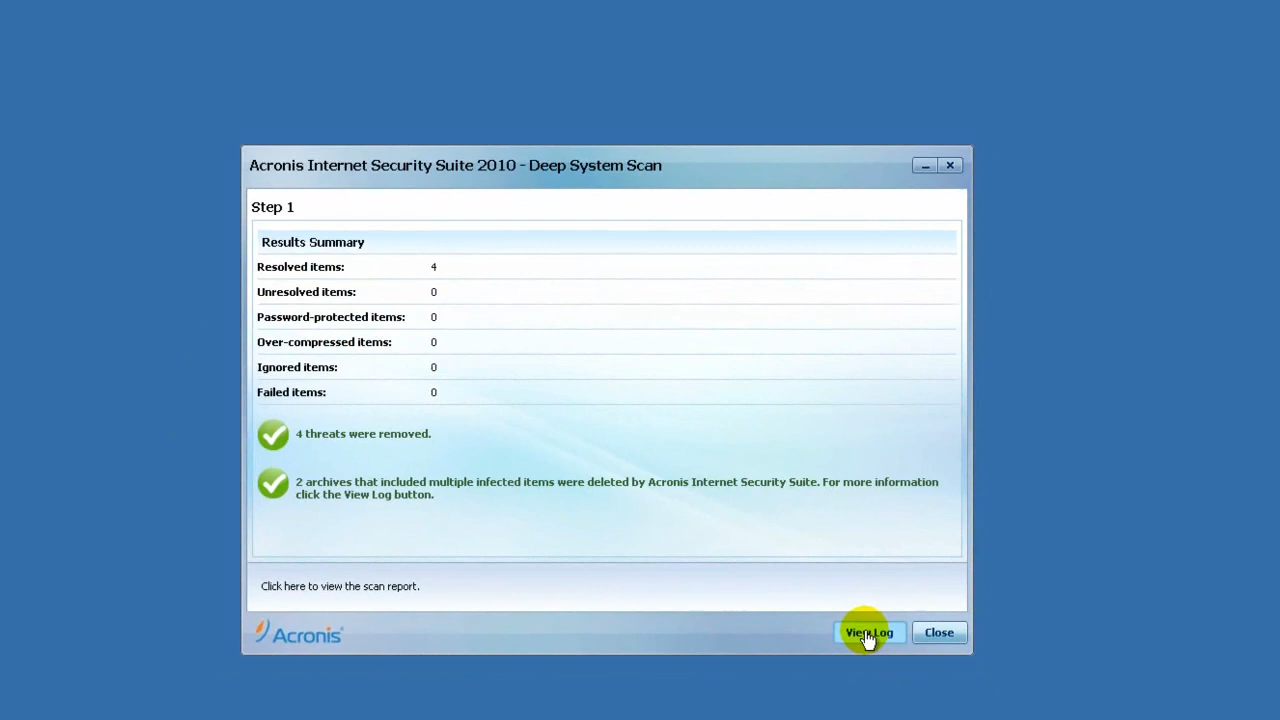 Acronis Internet Security Suite 2010 - Deep System Scan
Step 1
Results Summary
Resolved items: 4
Unresolved items: 0
Password-protected items: 0
Over-compressed items: 0
Ignored items: 0
Failed items: 0
4 threats were removed.
2 archives that included multiple infected items were deleted by Acronis Internet Security Suite. For more information
click the View Log button.
Click here to view the scan report.
Acronis
View Log Close